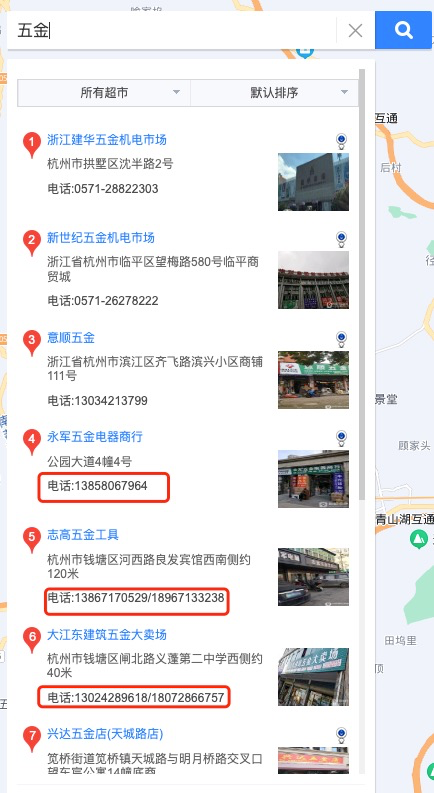 五金
所有超市
默认排序
1
浙江建华五金机电市场
杭州市拱墅区沈半路2号
电话:0571-28822303
2
新世纪五金机电市场
浙江省杭州市临平区望梅路580号临平商
贸城
电话:0571-26278222
3
意顺五金
浙江省杭州市滨江区齐飞路滨兴小区商铺
111号
电话:13034213799
4
永军五金电器商行
公园大道4幢4号
电话:13858067964
5
志高五金工具
杭州市钱塘区河西路良发宾馆西南侧约
120米
电话:13867170529/18967133238
6
大江东建筑五金大卖场
杭州市钱塘区闸北路义蓬第二中学西侧约
40米
电话:13024289618/18072866757
7
兴达五金店(天城路店)
笕桥街道笕桥镇天城路与明月桥路交叉口
望东宸公寓14幢底商
互通
后村
景堂
顾家头
青山湖互通
田坞里
顶